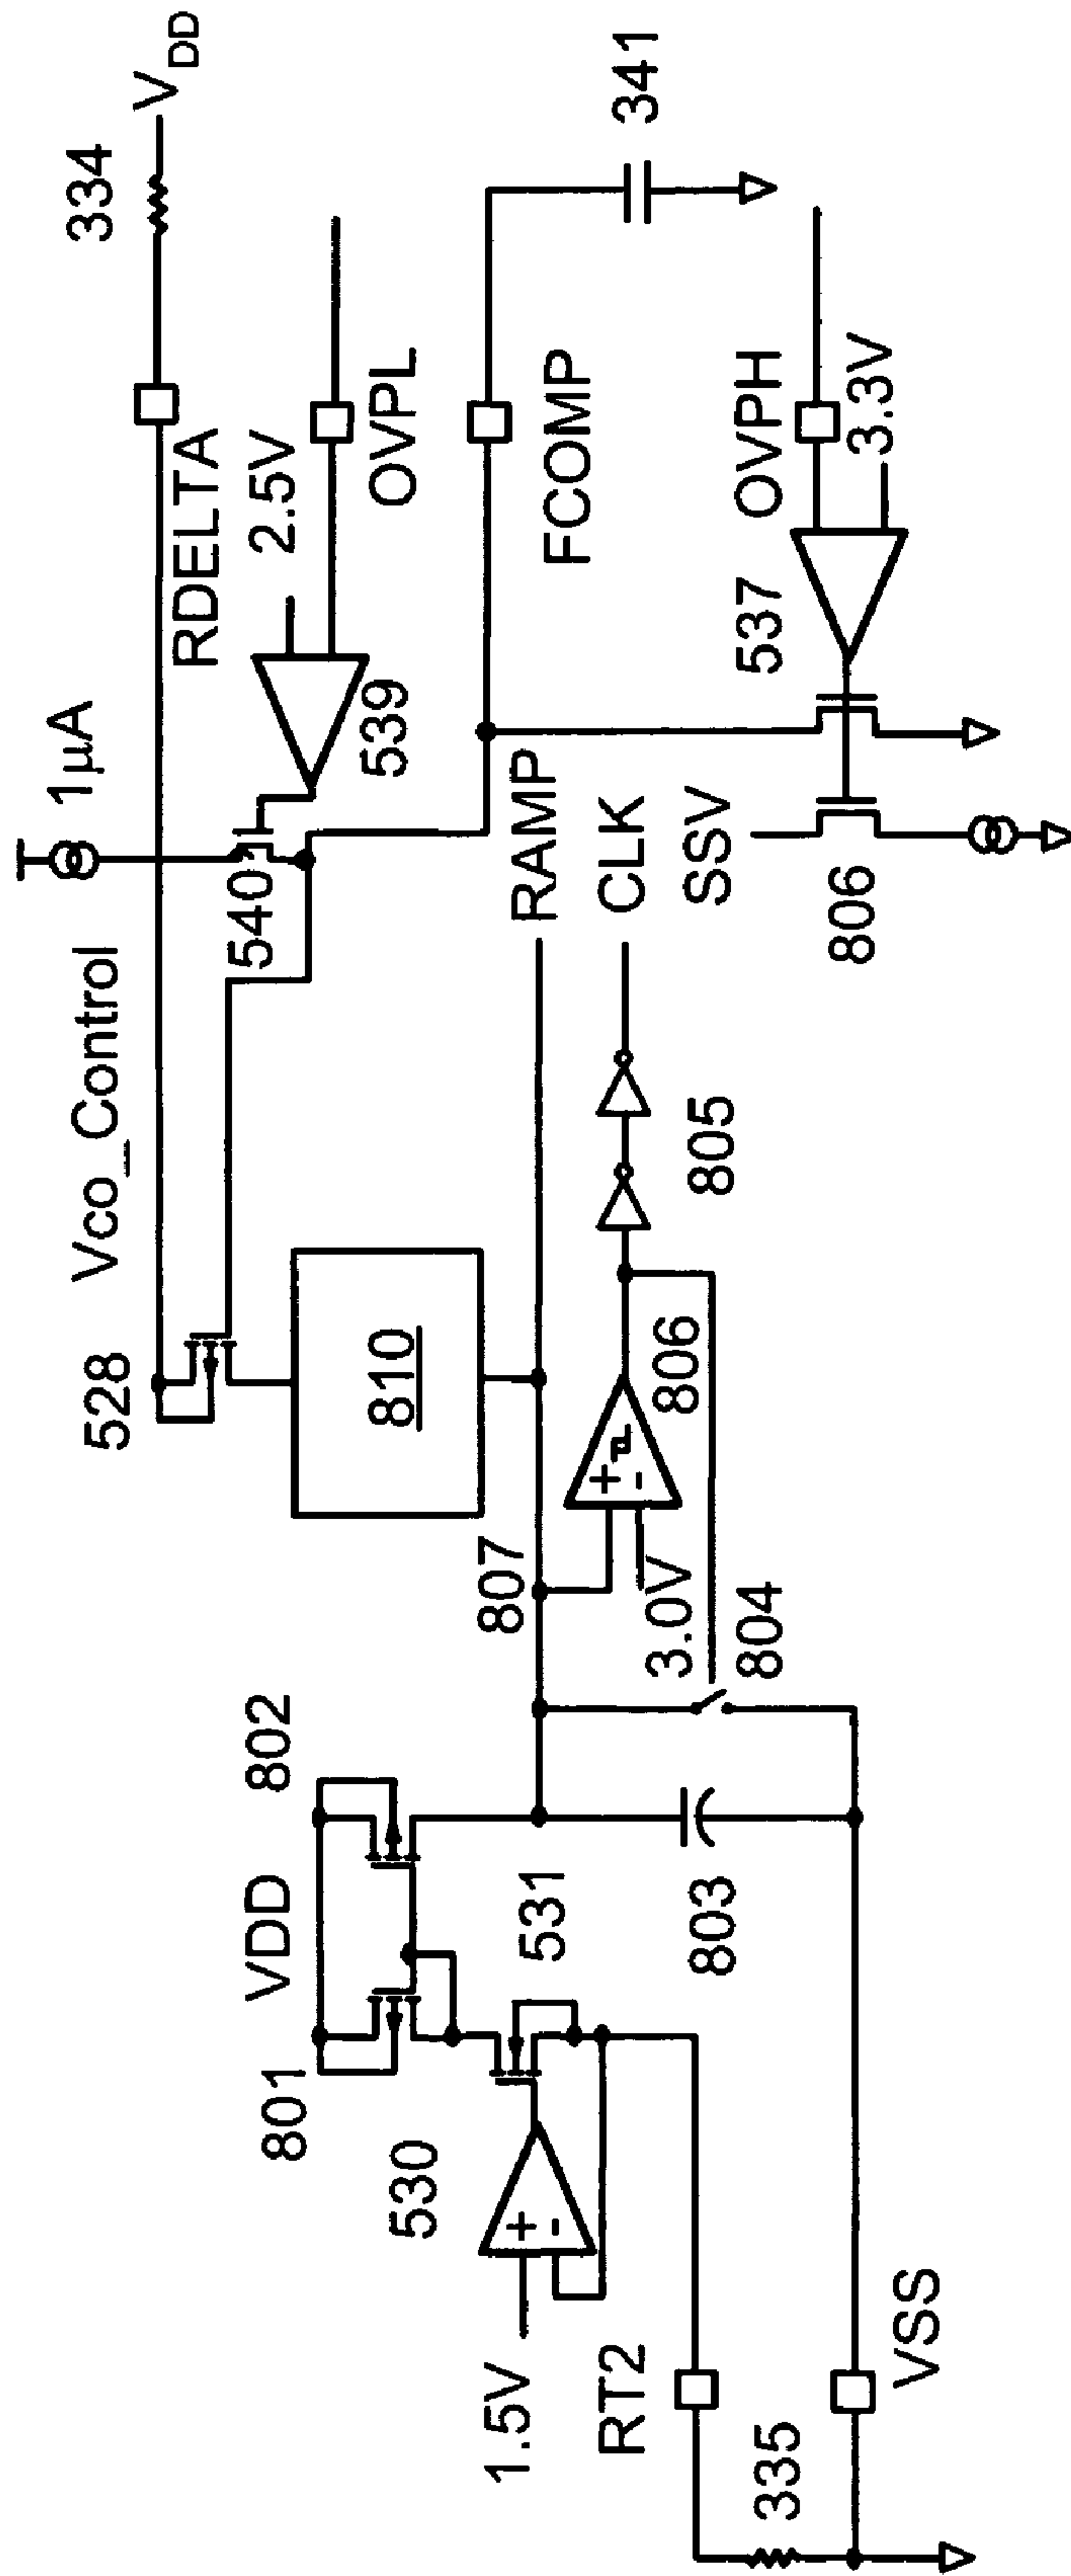 334
V_DD
1µA
Vco_Control
RDELTA
2.5V
OVPL
539
540
528
341
FCOMP
OVPH
3.3V
537
RAMP
CLK
SSV
806
810
807
805
806
3.0V
804
802
VDD
801
531
803
530
1.5V
RT2
335
VSS